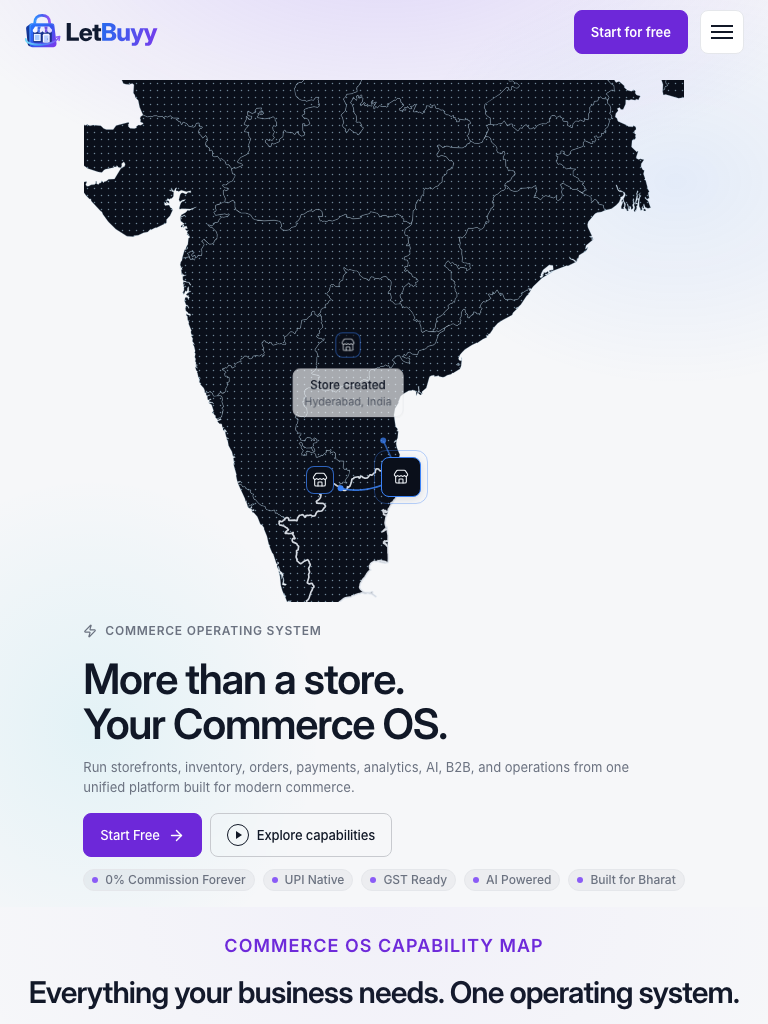 LetBuyy
Start for free
Store created
Hyderabad, India
COMMERCE OPERATING SYSTEM
More than a store.
Your Commerce OS.
Run storefronts, inventory, orders, payments, analytics, AI, B2B, and operations from one
unified platform built for modern commerce.
Start Free
Explore capabilities
0% Commission Forever
UPI Native
GST Ready
AI Powered
Built for Bharat
COMMERCE OS CAPABILITY MAP
Everything your business needs. One operating system.